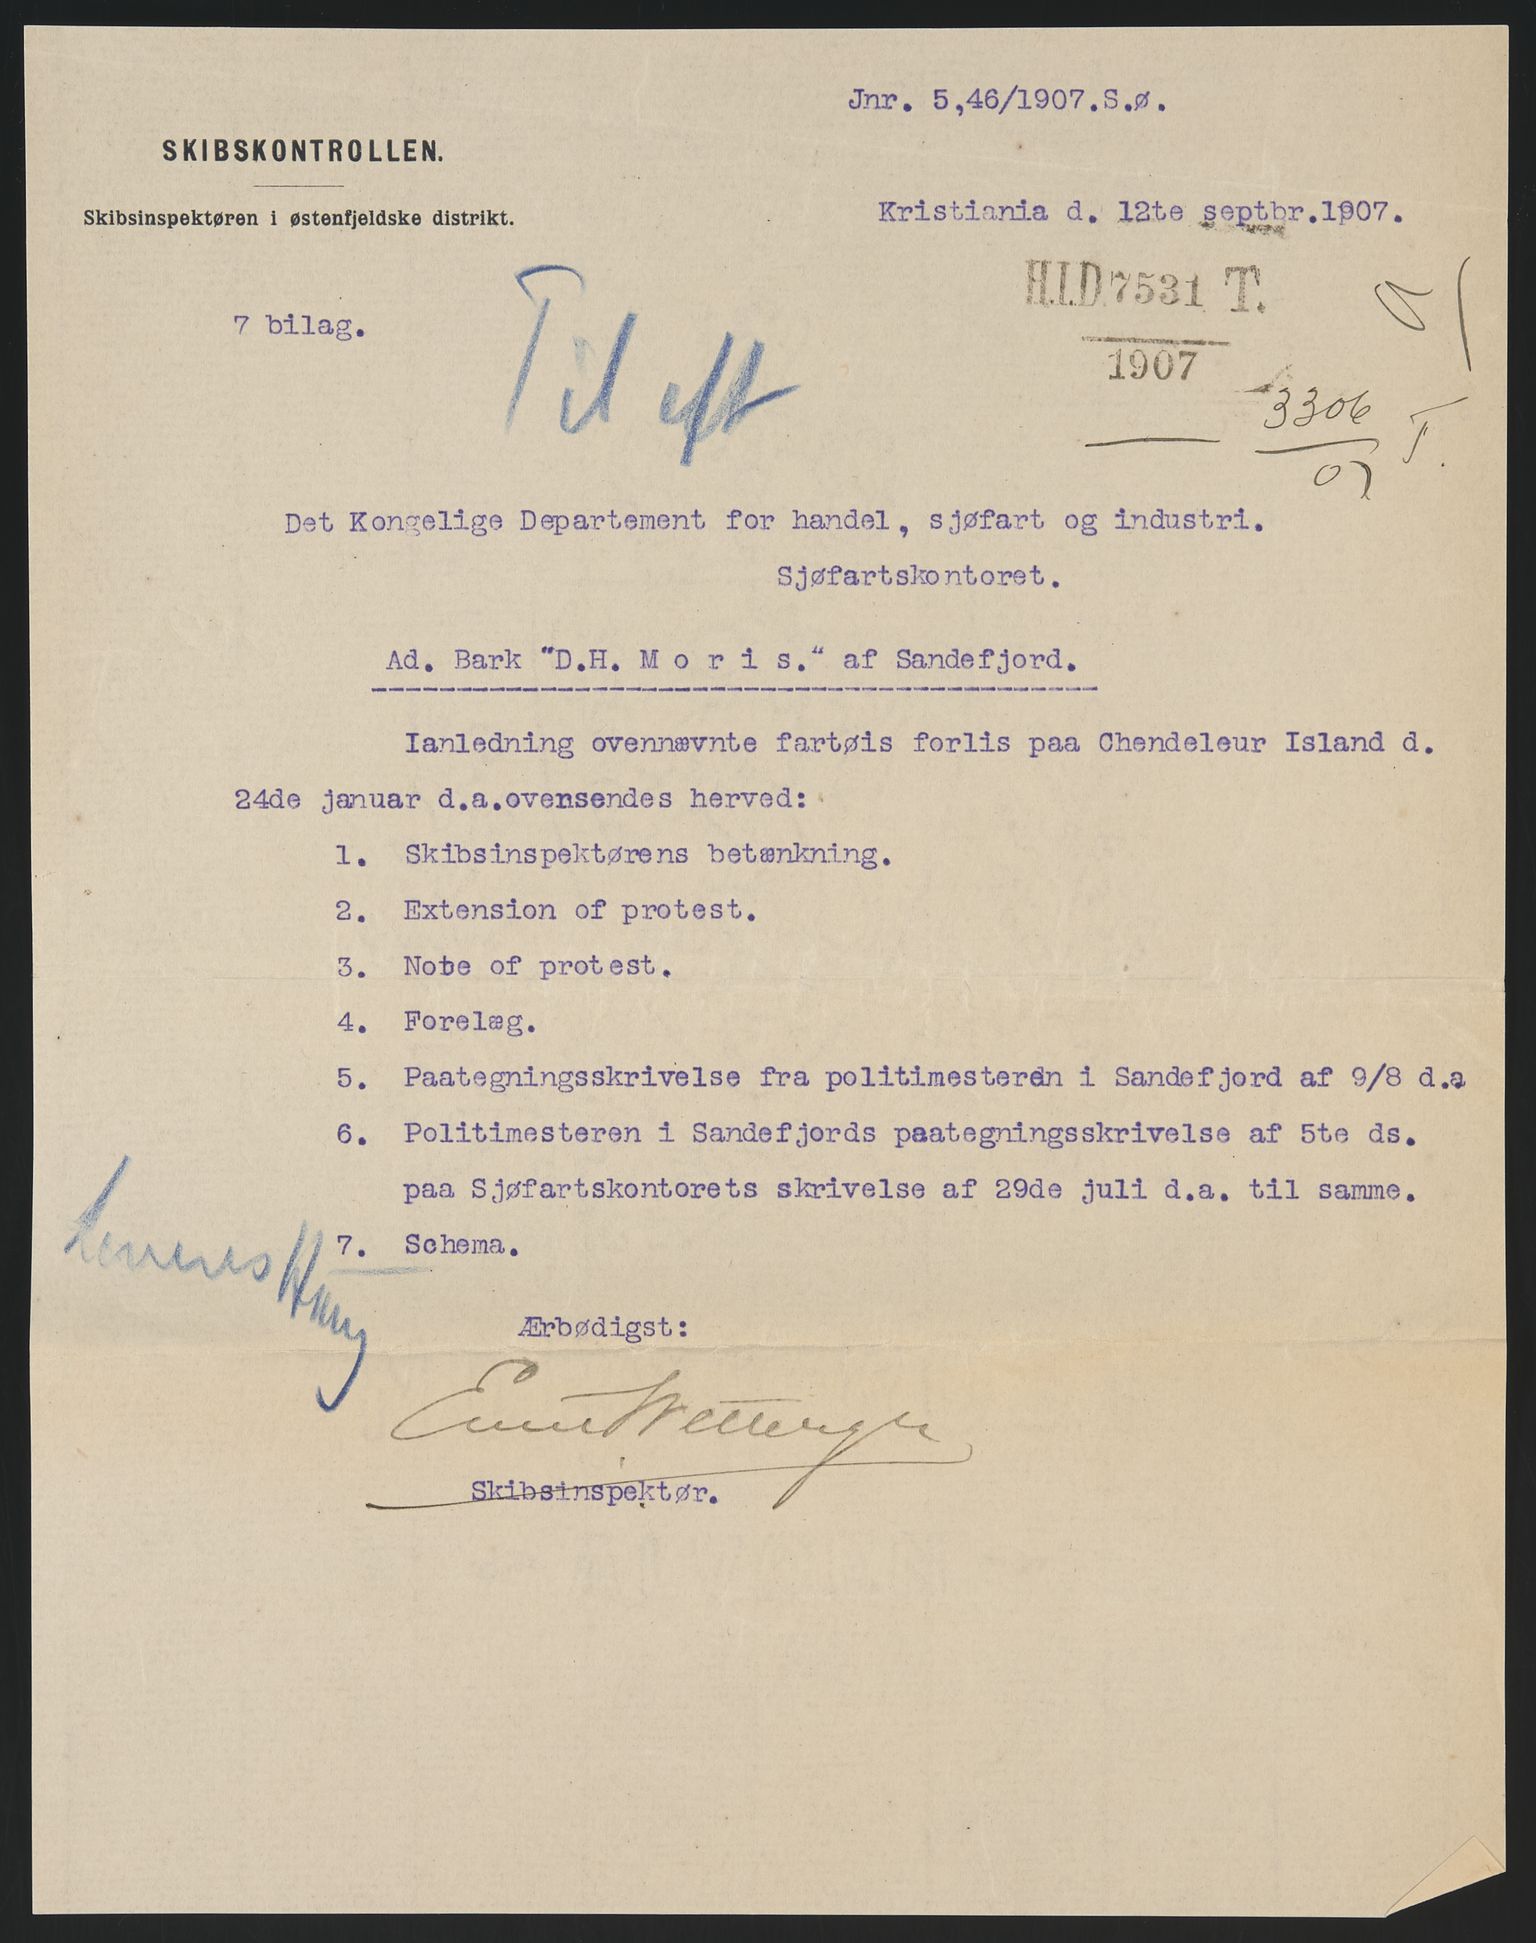 Jnr. 5,46/1907.S.ø.
SKIBSKONTROLLEN.
Skibsinspektøren i østenfjeldske distrikt.
Kristiania d. 12te septbr.1907.
H.I.D 7531 T.
1907
7 bilag.
Til
3306 T.
07
Det Kongelige Departement for handel, sjøfart og industri.
Sjøfartskontoret.
Ad. Bark "D.H. M o r i s." af Sandefjord.
Ianledning ovennævnte fartøis forlis paa Chendeleur Island d.
24de januar d.a.ovensendes herved:
1. Skibsinspektørens betænkning.
2. Extension of protest.
3. Note of protest.
4. Forelæg.
5. Paategningsskrivelse fra politimesteren i Sandefjord af 9/8 d.a
6. Politimesteren i Sandefjords paategningsskrivelse af 5te ds.
paa Sjøfartskontorets skrivelse af 29de juli d.a. til samme.
7. Schema.
Ærbødigst:
Skibsinspektør.